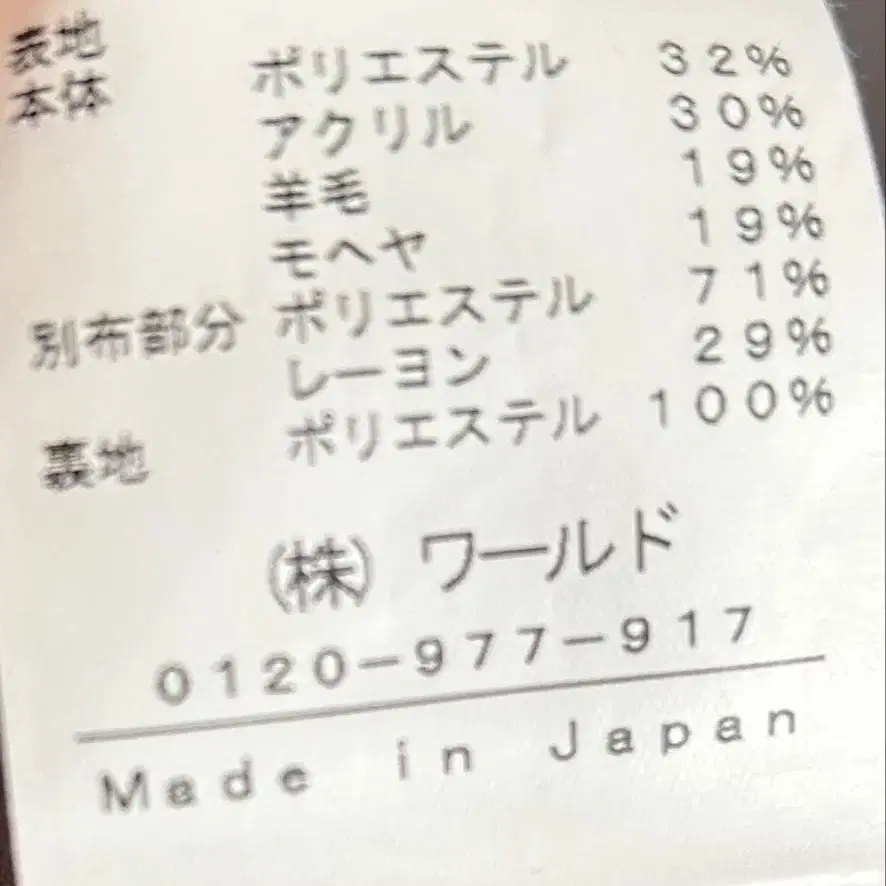 表地
本体 ポリエステル 32%
アクリル 30%
羊毛 19%
モヘヤ 19%
別布部分 ポリエステル 71%
レーヨン 29%
裏地 ポリエステル 100%
(株) ワールド
0120-977-917
Made in Japan